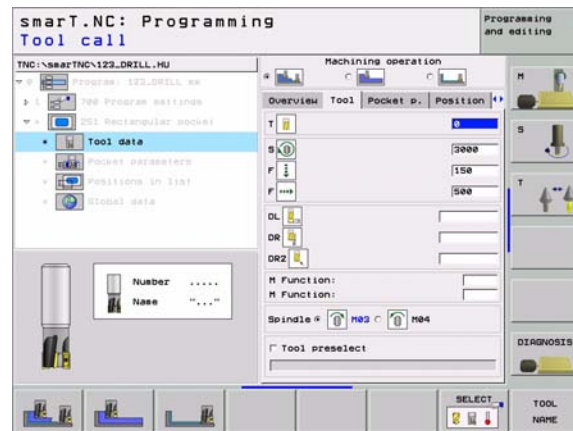 smarT.NC: Programming
Tool call
Programming
and editing
TNC:\smarTNC\123_DRILL.HU
0 Program: 123_DRILL mm
1 700 Program settings
251 Rectangular pocket
Tool data
Pocket parameters
Positions in list
Global data
Number .....
Name "..."
Machining operation
Overview Tool Pocket p. Position
T 0
S 3000
F 150
F 500
DL
DR
DR2
M Function:
M Function:
Spindle M03 M04
Tool preselect
M
S
T
DIAGNOSIS
SELECT
TOOL
NAME